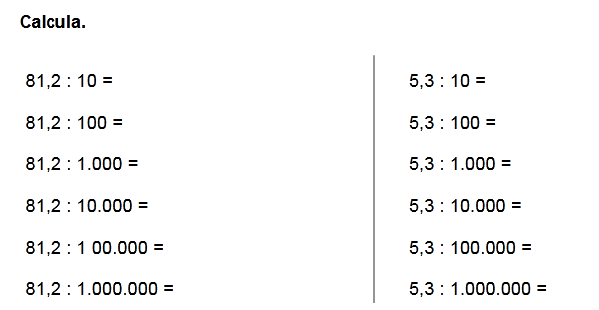 Calcula.
81,2 : 10 =
81,2 : 100 =
81,2 : 1.000 =
81,2 : 10.000 =
81,2 : 1 00.000 =
81,2 : 1.000.000 =
5,3 : 10 =
5,3 : 100 =
5,3 : 1.000 =
5,3 : 10.000 =
5,3 : 100.000 =
5,3 : 1.000.000 =